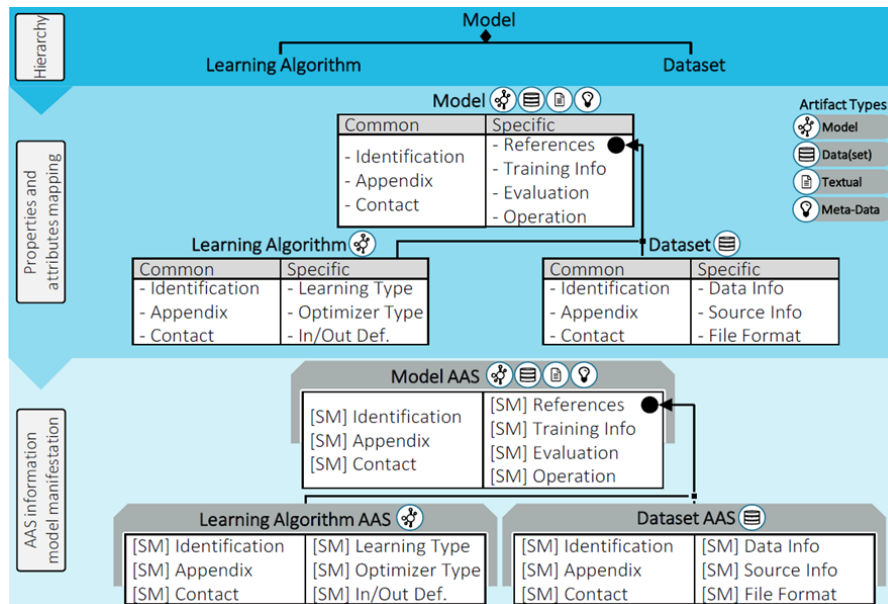 Hierarchy
Model
Learning Algorithm
Dataset
Properties and
attributes mapping
Model
Common
Specific
- Identification
- Appendix
- Contact
- References
- Training Info
- Evaluation
- Operation
Artifact Types
Model
Data(set)
Textual
Meta-Data
Learning Algorithm
Common
Specific
- Identification
- Appendix
- Contact
- Learning Type
- Optimizer Type
- In/Out Def.
Dataset
Common
Specific
- Identification
- Appendix
- Contact
- Data Info
- Source Info
- File Format
AAS information
model manifestation
Model AAS
[SM] Identification
[SM] Appendix
[SM] Contact
[SM] References
[SM] Training Info
[SM] Evaluation
[SM] Operation
Learning Algorithm AAS
[SM] Identification
[SM] Appendix
[SM] Contact
[SM] Learning Type
[SM] Optimizer Type
[SM] In/Out Def.
Dataset AAS
[SM] Identification
[SM] Appendix
[SM] Contact
[SM] Data Info
[SM] Source Info
[SM] File Format